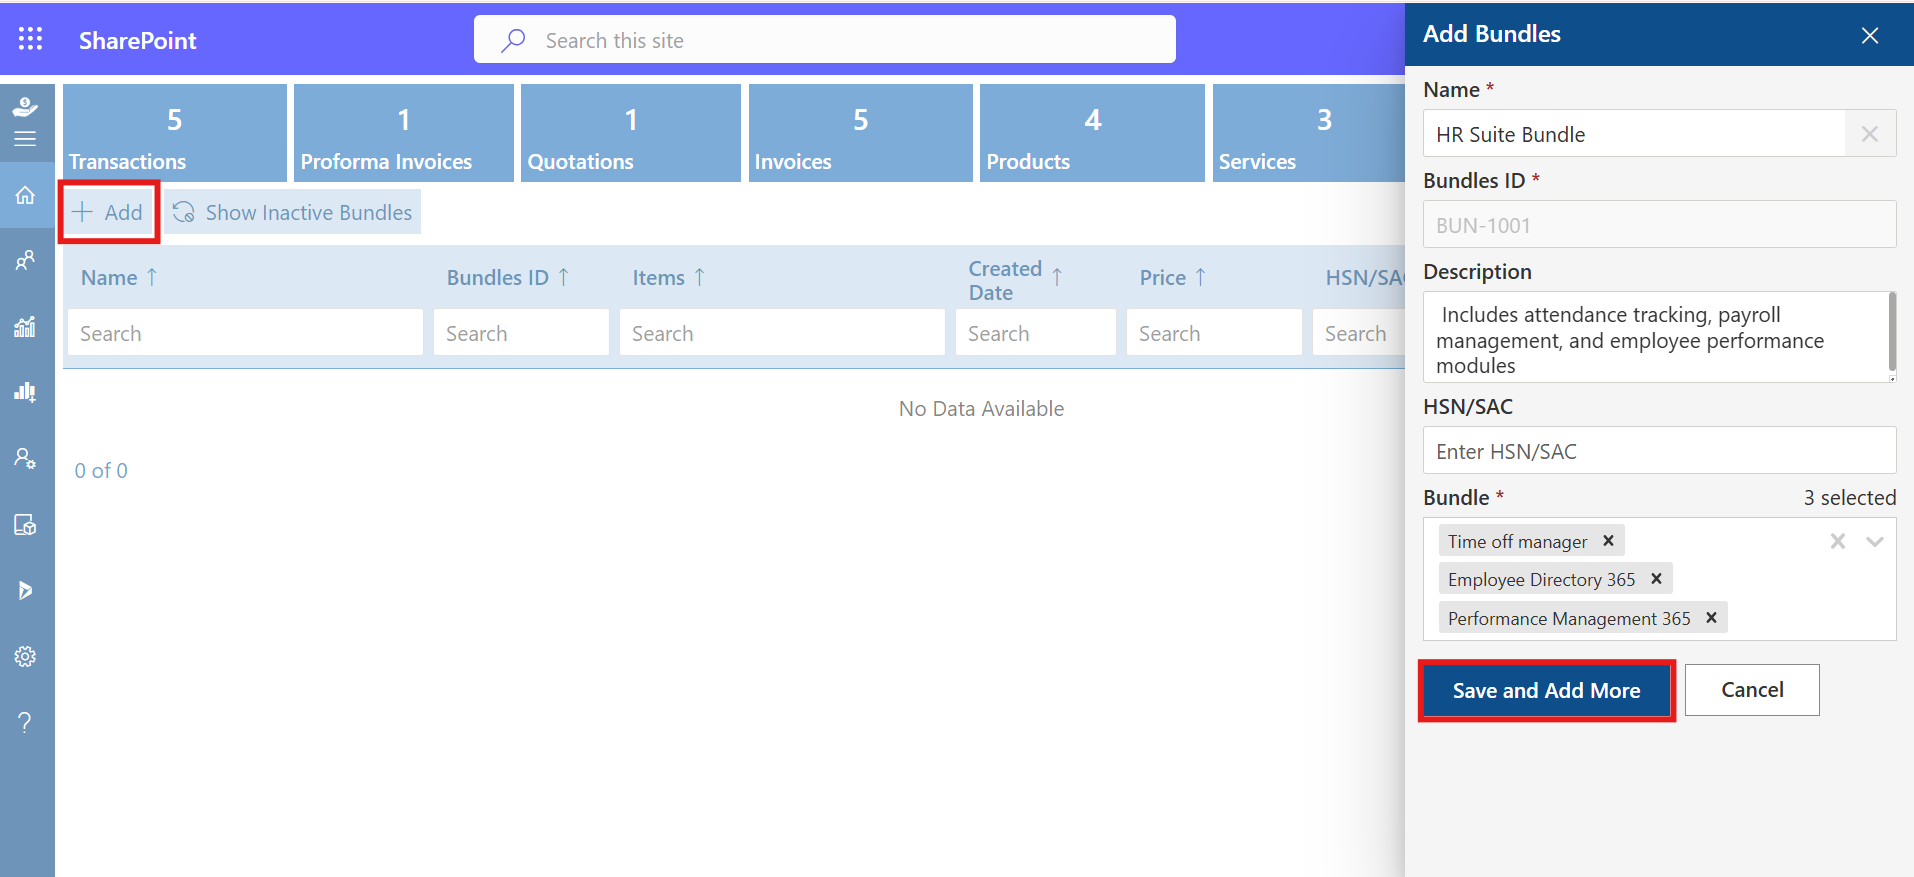 SharePoint
Search this site
5
Transactions
1
Proforma Invoices
1
Quotations
5
Invoices
4
Products
3
Services
Add
Show Inactive Bundles
Name ↑
Bundles ID ↑
Items ↑
Created
Date ↑
Price ↑
HSN/SAC
Search
Search
Search
Search
Search
Search
No Data Available
0 of 0
Add Bundles
Name *
HR Suite Bundle
Bundles ID *
BUN-1001
Description
Includes attendance tracking, payroll
management, and employee performance
modules
HSN/SAC
Enter HSN/SAC
Bundle * 3 selected
Time off manager
Employee Directory 365
Performance Management 365
Save and Add More
Cancel